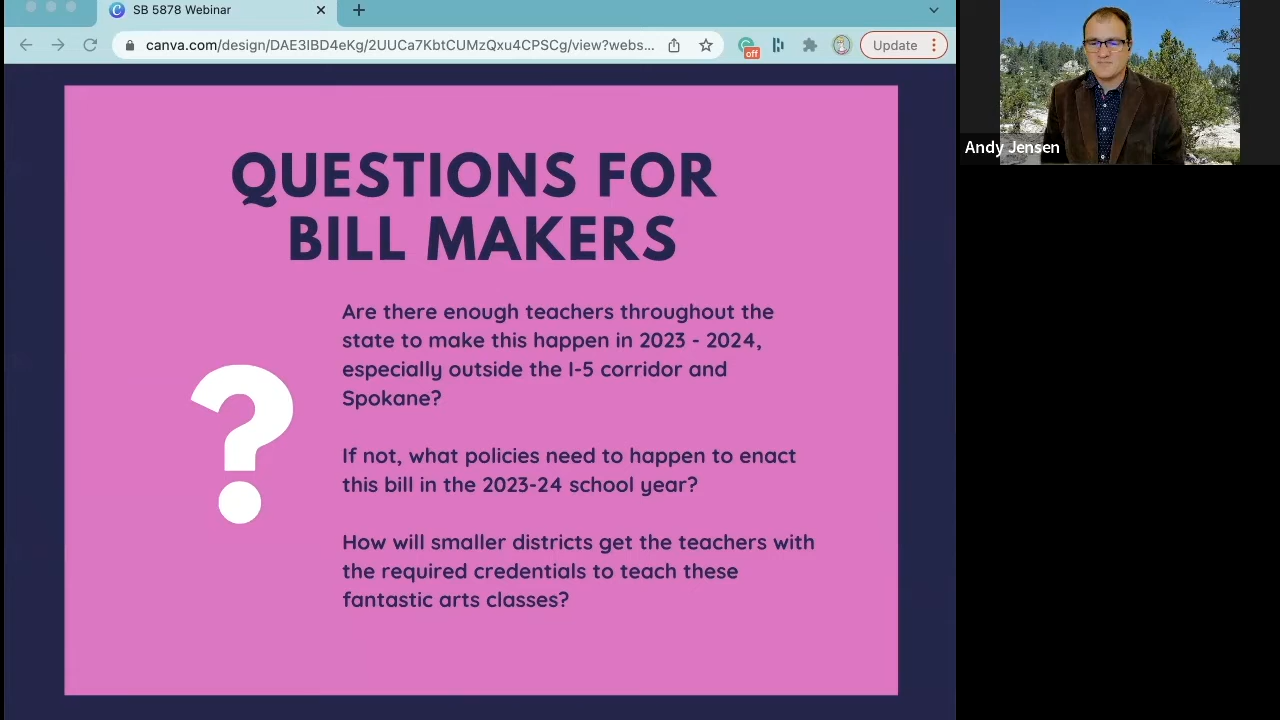 SB 5878 Webinar
canva.com/design/DAE3IBD4eKg/2UUCa7KbtCUMzQxu4CPSCg/view?webs...
off
Update
Andy Jensen
QUESTIONS FOR
BILL MAKERS
Are there enough teachers throughout the
state to make this happen in 2023 - 2024,
especially outside the I-5 corridor and
Spokane?
If not, what policies need to happen to enact
this bill in the 2023-24 school year?
How will smaller districts get the teachers with
the required credentials to teach these
fantastic arts classes?
?